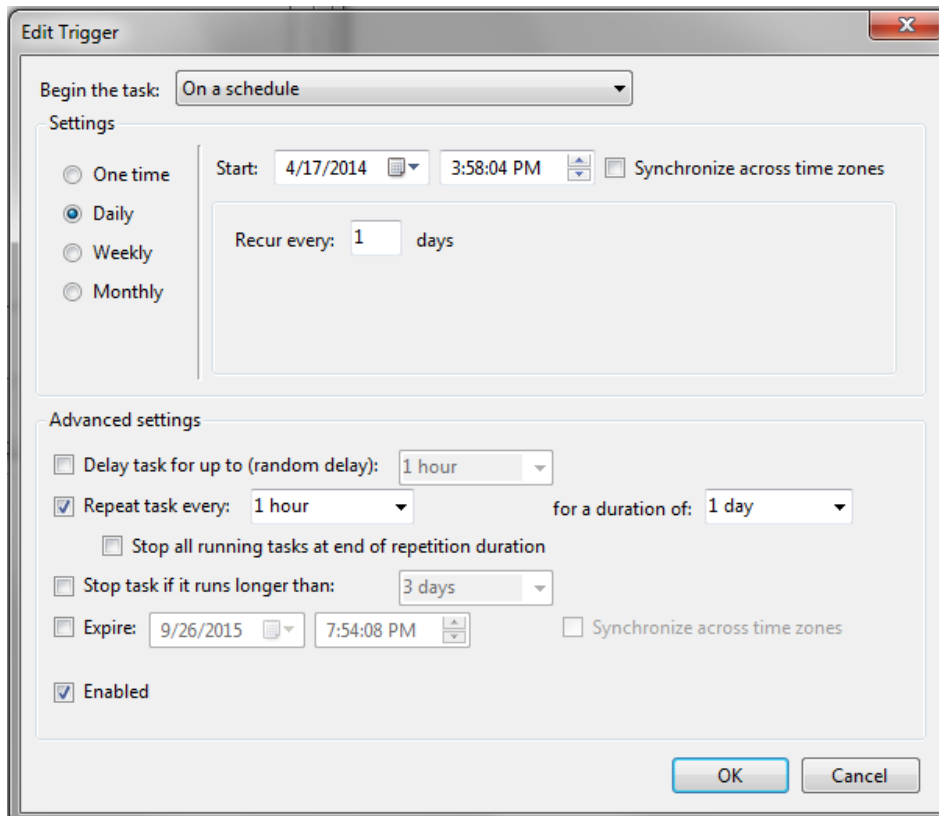 Edit Trigger
Begin the task: On a schedule
Settings
One time
Daily
Weekly
Monthly
Start: 4/17/2014 3:58:04 PM Synchronize across time zones
Recur every: 1 days
Advanced settings
Delay task for up to (random delay): 1 hour
Repeat task every: 1 hour for a duration of: 1 day
Stop all running tasks at end of repetition duration
Stop task if it runs longer than: 3 days
Expire: 9/26/2015 7:54:08 PM Synchronize across time zones
Enabled
OK Cancel